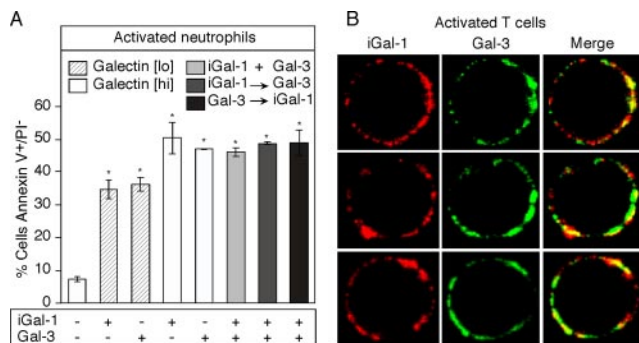 A
Activated neutrophils
Galectin [lo]
Galectin [hi]
iGal-1 + Gal-3
iGal-1 → Gal-3
Gal-3 → iGal-1
% Cells Annexin V+/PI-
60
50
40
30
20
10
0
* * * * * * *
iGal-1 - + - + - + + +
Gal-3 - - + - + + + +
B
Activated T cells
iGal-1 Gal-3 Merge